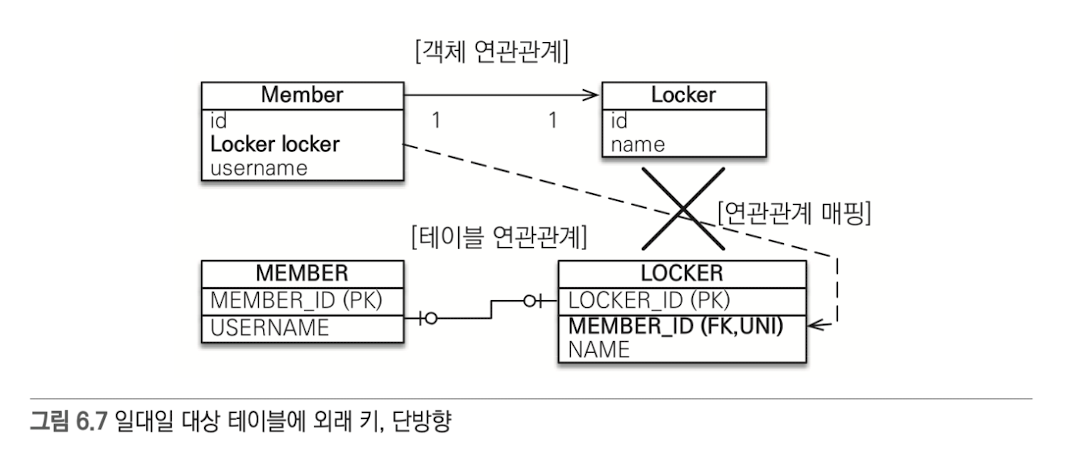 [객체 연관관계]
Member
id
Locker locker
username
1
1
Locker
id
name
[연관관계 매핑]
[테이블 연관관계]
MEMBER
MEMBER_ID (PK)
USERNAME
LOCKER
LOCKER_ID (PK)
MEMBER_ID (FK,UNI)
NAME
그림 6.7 일대일 대상 테이블에 외래 키, 단방향